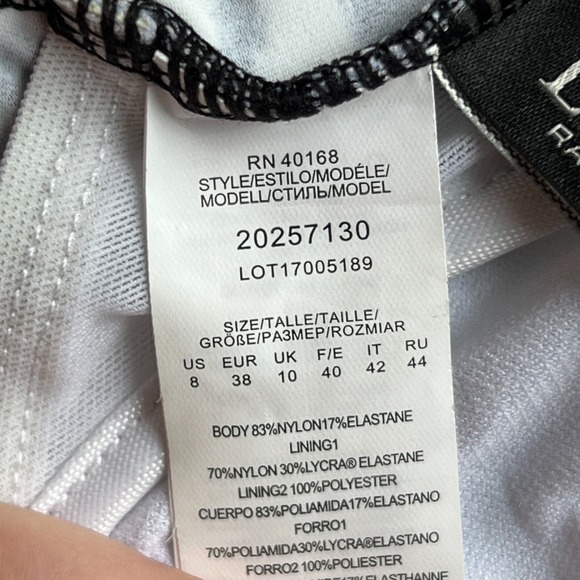 RN 40168
STYLE/ESTILO/MODÉLE/
MODELL/СТИЛЬ/MODEL
20257130
LOT17005189
SIZE/TALLE/TAILLE/
GRÖßE/PA3MEP/ROZMIAR
US EUR UK F/E IT RU
8 38 10 40 42 44
BODY 83%NYLON17%ELASTANE
LINING1
70%NYLON 30%LYCRA® ELASTANE
LINING2 100%POLYESTER
CUERPO 83%POLIAMIDA17%ELASTANO
FORRO1
70%POLIAMIDA30%LYCRA®ELASTANO
FORRO2 100%POLIESTER